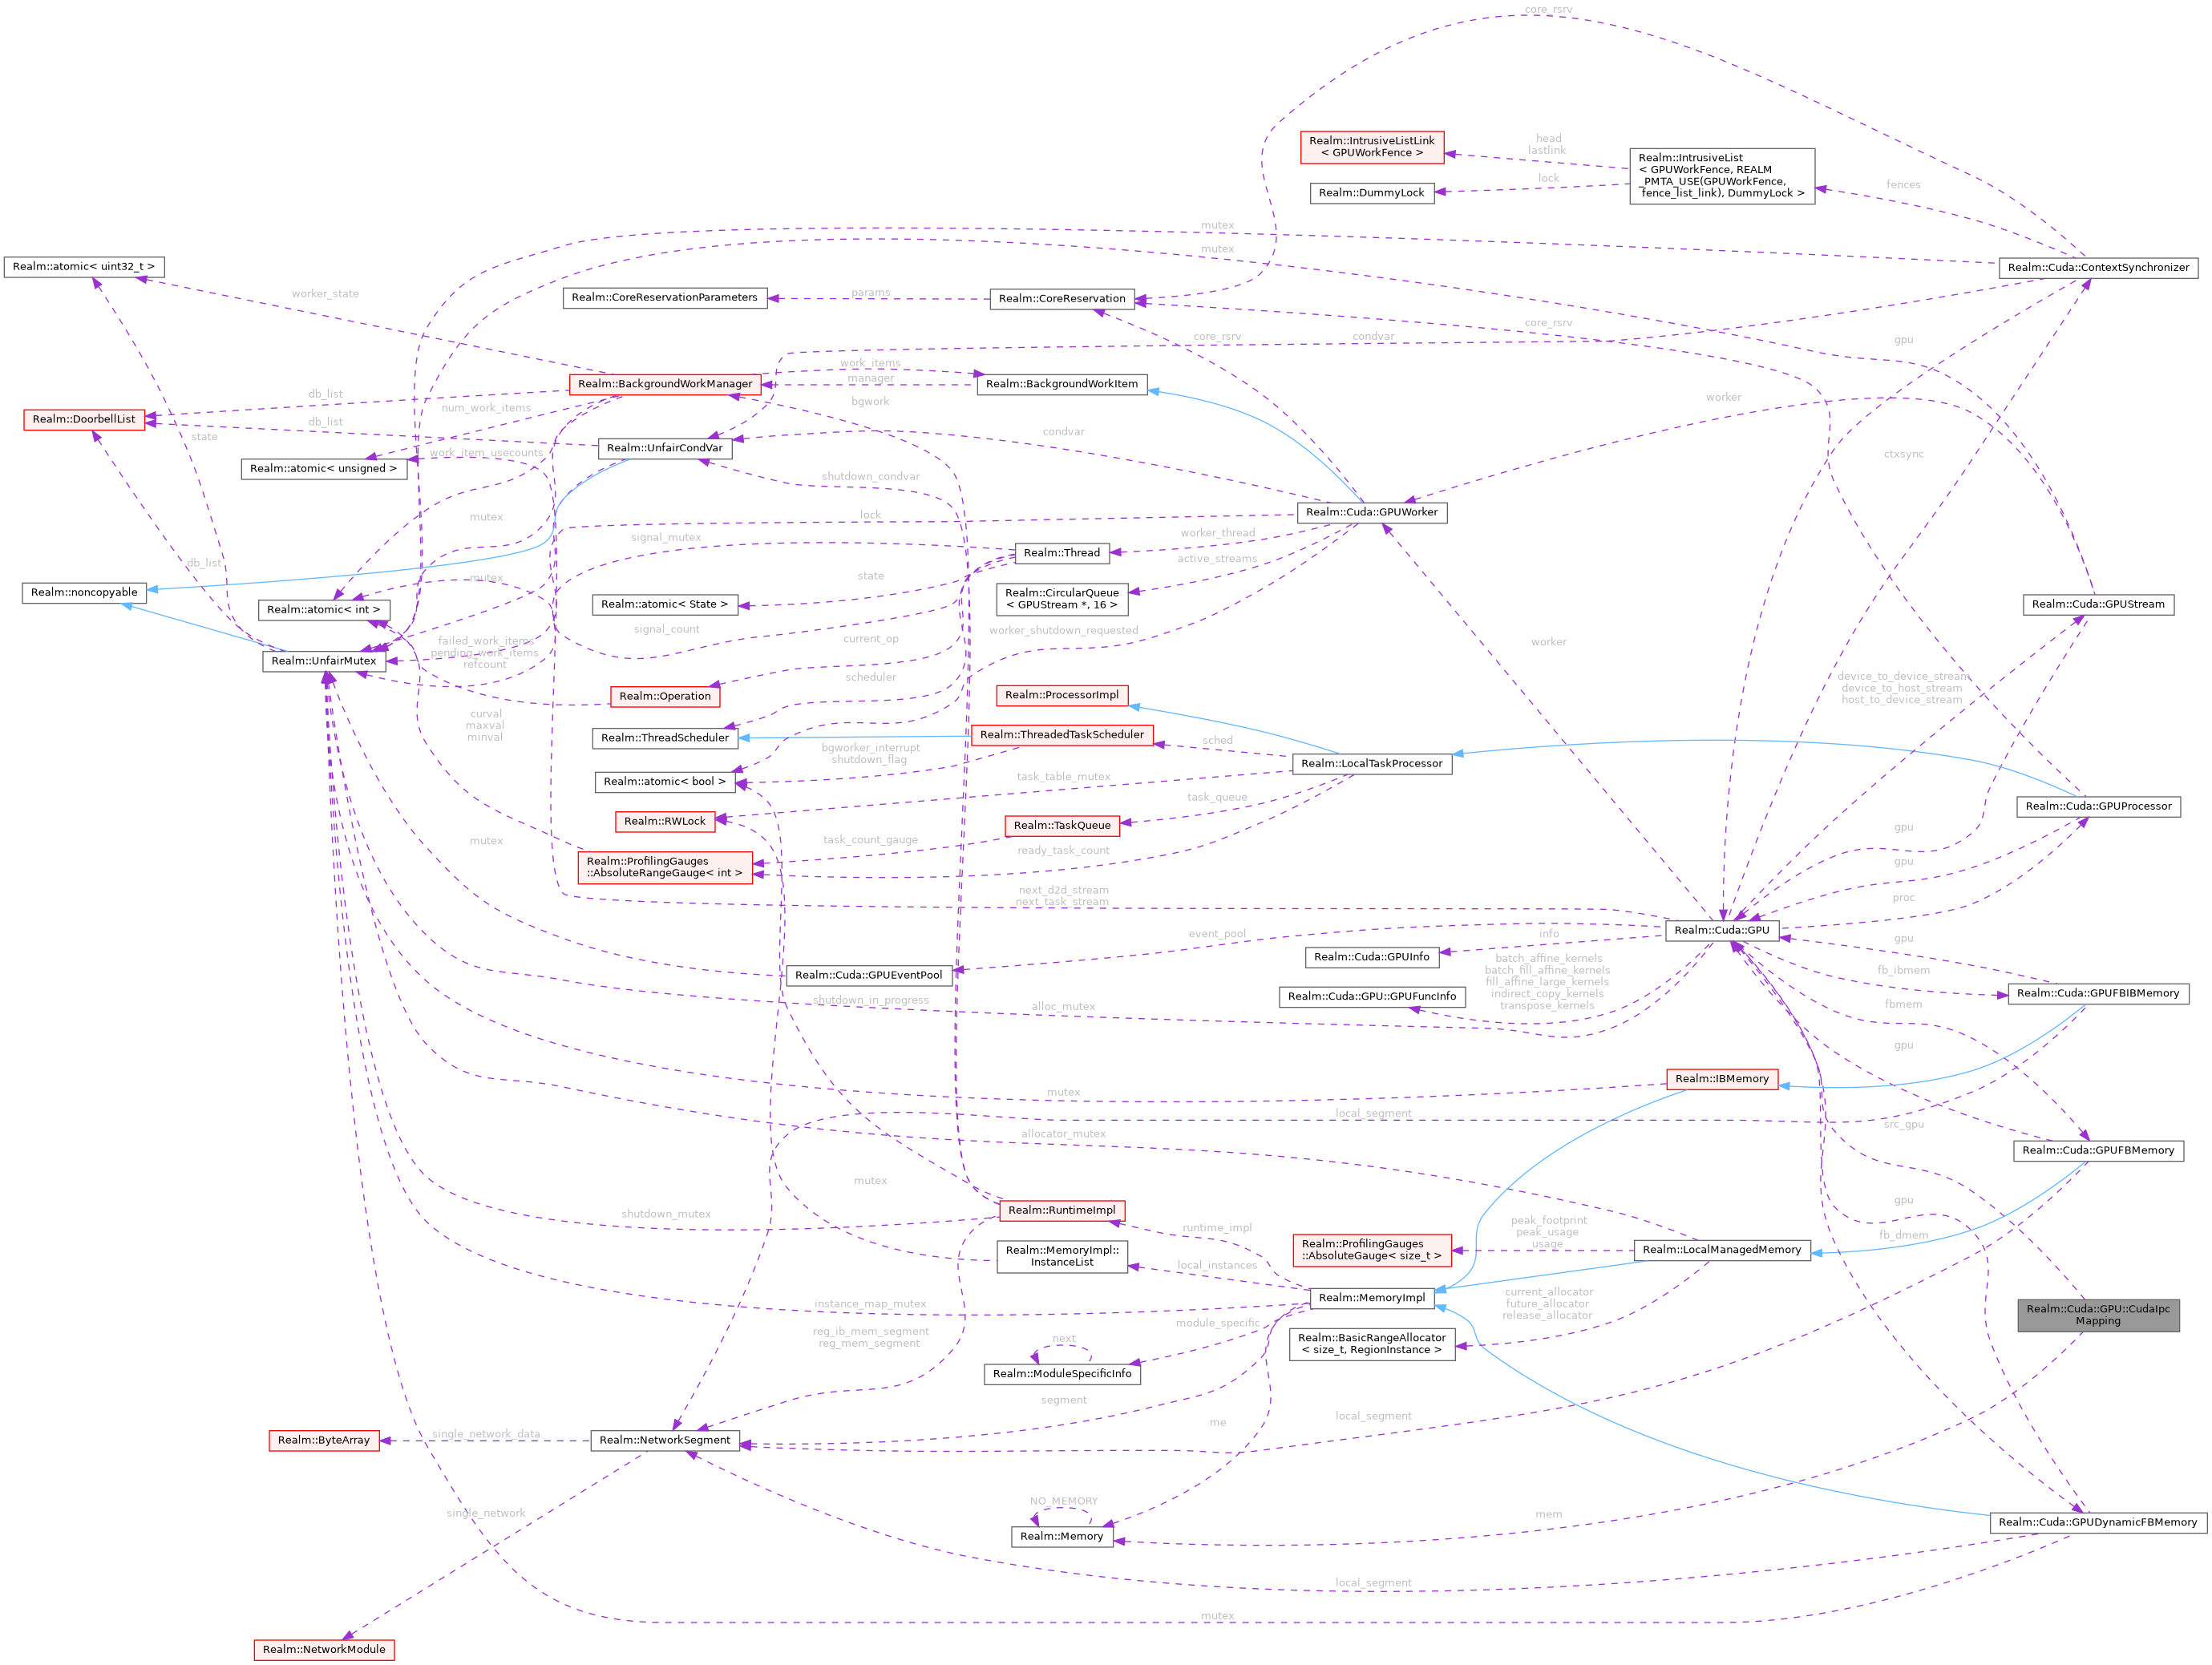 core_rsrv
Realm::IntrusiveListLink
< GPUWorkFence >
head
lastlink
Realm::IntrusiveList
< GPUWorkFence, REALM
_PMTA_USE(GPUWorkFence,
fence_list_link), DummyLock >
Realm::DummyLock
lock
fences
mutex
mutex
Realm::atomic< uint32_t >
Realm::Cuda::ContextSynchronizer
worker_state
Realm::CoreReservationParameters
params
Realm::CoreReservation
core_rsrv
core_rsrv
condvar
gpu
work_items
manager
Realm::BackgroundWorkManager
Realm::BackgroundWorkItem
db_list
bgwork
worker
num_work_items
Realm::DoorbellList
db_list
state
condvar
Realm::UnfairCondVar
work_item_usecounts
ctxsync
Realm::atomic< unsigned >
shutdown_condvar
mutex
lock
Realm::Cuda::GPUWorker
signal_mutex
worker_thread
Realm::Thread
active_streams
db_list
mutex
state
Realm::noncopyable
Realm::atomic< State >
Realm::CircularQueue
< GPUStream *, 16 >
Realm::Cuda::GPUStream
Realm::atomic< int >
signal_count
current_op
worker_shutdown_requested
worker
failed_work_items
pending_work_items
refcount
Realm::UnfairMutex
scheduler
device_to_device_stream
device_to_host_stream
host_to_device_stream
Realm::Operation
Realm::ProcessorImpl
curval
maxval
minval
Realm::ThreadScheduler
Realm::ThreadedTaskScheduler
sched
bgworker_interrupt
shutdown_flag
Realm::LocalTaskProcessor
Realm::atomic< bool >
task_table_mutex
task_queue
Realm::Cuda::GPUProcessor
Realm::RWLock
Realm::TaskQueue
gpu
mutex
task_count_gauge
ready_task_count
Realm::ProfilingGauges
::AbsoluteRangeGauge< int >
gpu
next_d2d_stream
next_task_stream
proc
event_pool
info
Realm::Cuda::GPU
gpu
Realm::Cuda::GPUInfo
batch_affine_kernels
batch_fill_affine_kernels
fill_affine_large_kernels
indirect_copy_kernels
transpose_kernels
Realm::Cuda::GPUEventPool
fb_ibmem
Realm::Cuda::GPU::GPUFuncInfo
Realm::Cuda::GPUFBIBMemory
shutdown_in_progress
alloc_mutex
fbmem
gpu
Realm::IBMemory
mutex
local_segment
allocator_mutex
src_gpu
Realm::Cuda::GPUFBMemory
mutex
gpu
Realm::RuntimeImpl
shutdown_mutex
runtime_impl
peak_footprint
peak_usage
usage
fb_dmem
Realm::ProfilingGauges
::AbsoluteGauge< size_t >
Realm::LocalManagedMemory
Realm::MemoryImpl::
InstanceList
local_instances
Realm::MemoryImpl
current_allocator
future_allocator
release_allocator
instance_map_mutex
Realm::Cuda::GPU::CudaIpc
Mapping
module_specific
reg_ib_mem_segment
reg_mem_segment
next
Realm::BasicRangeAllocator
< size_t, RegionInstance >
Realm::ModuleSpecificInfo
segment
me
local_segment
Realm::ByteArray
single_network_data
Realm::NetworkSegment
NO_MEMORY
single_network
mem
Realm::Memory
Realm::Cuda::GPUDynamicFBMemory
local_segment
mutex
Realm::NetworkModule